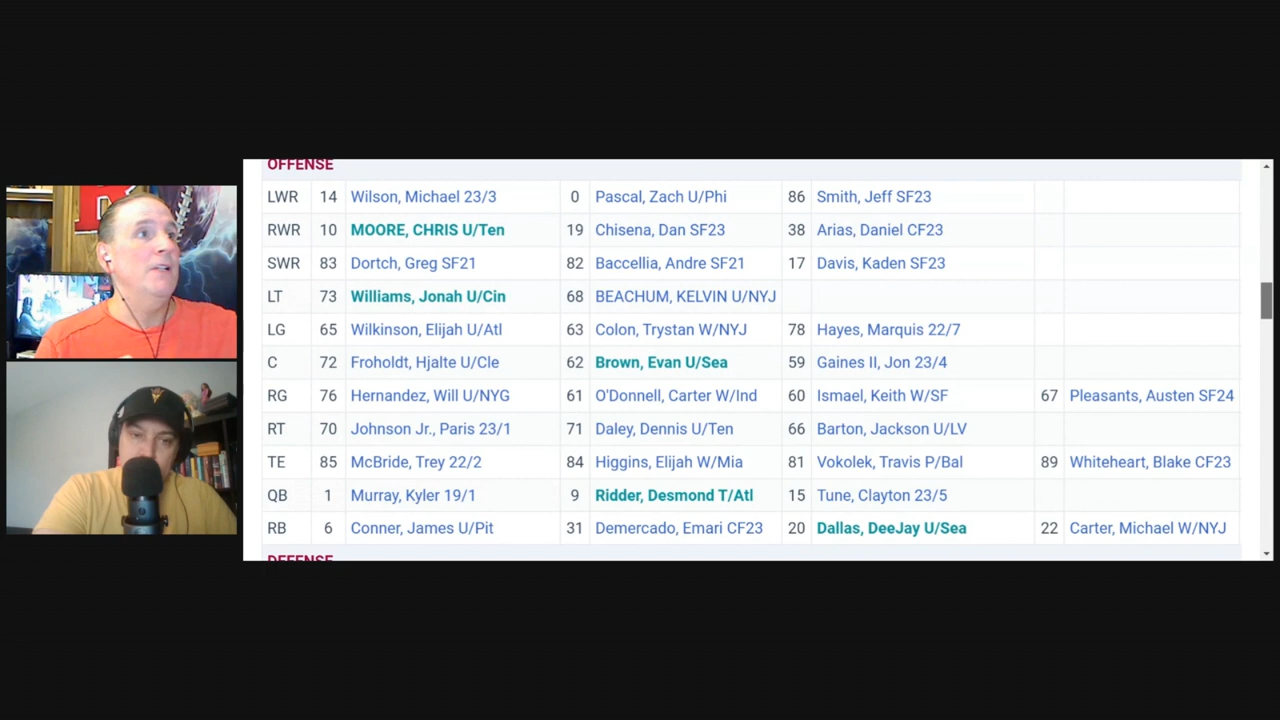 OFFENSE
LWR 14 Wilson, Michael 23/3 0 Pascal, Zach U/Phi 86 Smith, Jeff SF23
RWR 10 MOORE, CHRIS U/Ten 19 Chisena, Dan SF23 38 Arias, Daniel CF23
SWR 83 Dortch, Greg SF21 82 Baccellia, Andre SF21 17 Davis, Kaden SF23
LT 73 Williams, Jonah U/Cin 68 BEACHUM, KELVIN U/NYJ
LG 65 Wilkinson, Elijah U/Atl 63 Colon, Trystan W/NYJ 78 Hayes, Marquis 22/7
C 72 Froholdt, Hjalte U/Cle 62 Brown, Evan U/Sea 59 Gaines II, Jon 23/4
RG 76 Hernandez, Will U/NYG 61 O'Donnell, Carter W/Ind 60 Ismael, Keith W/SF 67 Pleasants, Austen SF24
RT 70 Johnson Jr., Paris 23/1 71 Daley, Dennis U/Ten 66 Barton, Jackson U/LV
TE 85 McBride, Trey 22/2 84 Higgins, Elijah W/Mia 81 Vokolek, Travis P/Bal 89 Whiteheart, Blake CF23
QB 1 Murray, Kyler 19/1 9 Ridder, Desmond T/Atl 15 Tune, Clayton 23/5
RB 6 Conner, James U/Pit 31 Demercado, Emari CF23 20 Dallas, DeeJay U/Sea 22 Carter, Michael W/NYJ
DEFENSE